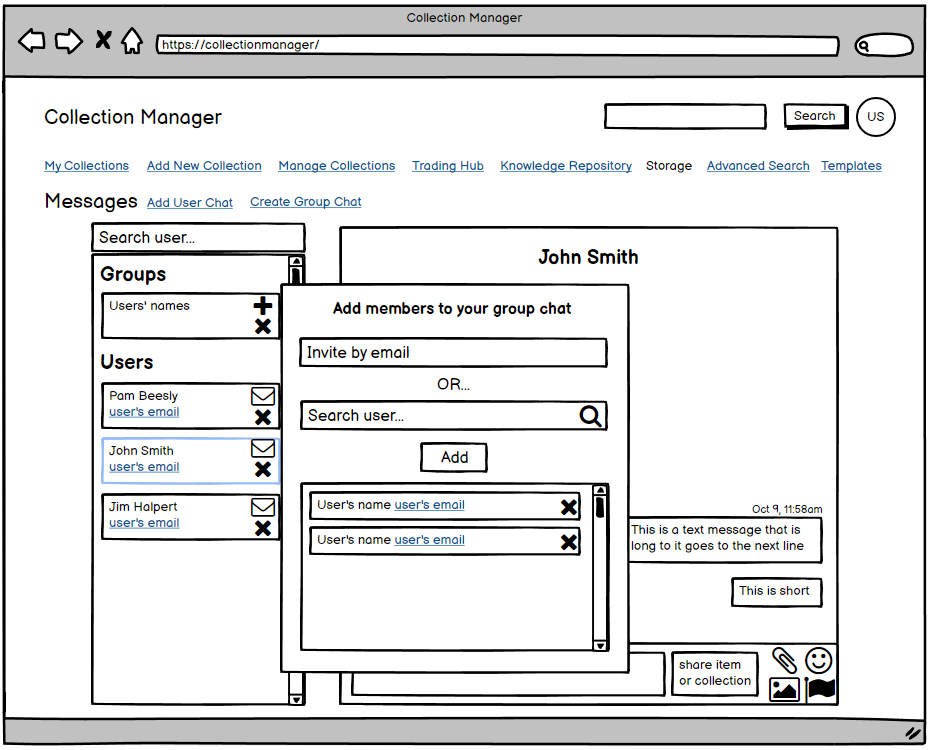 Collection Manager
https://collectionmanager/
Collection Manager
Search
US
My Collections
Add New Collection
Manage Collections
Trading Hub
Knowledge Repository
Storage
Advanced Search
Templates
Messages
Add User Chat
Create Group Chat
Search user...
Groups
Users' names
Users
Pam Beesly
user's email
John Smith
user's email
Jim Halpert
user's email
John Smith
Add members to your group chat
Invite by email
OR...
Search user...
Add
User's name user's email
User's name user's email
Oct 9, 11:58am
This is a text message that is
long to it goes to the next line
This is short
share item
or collection